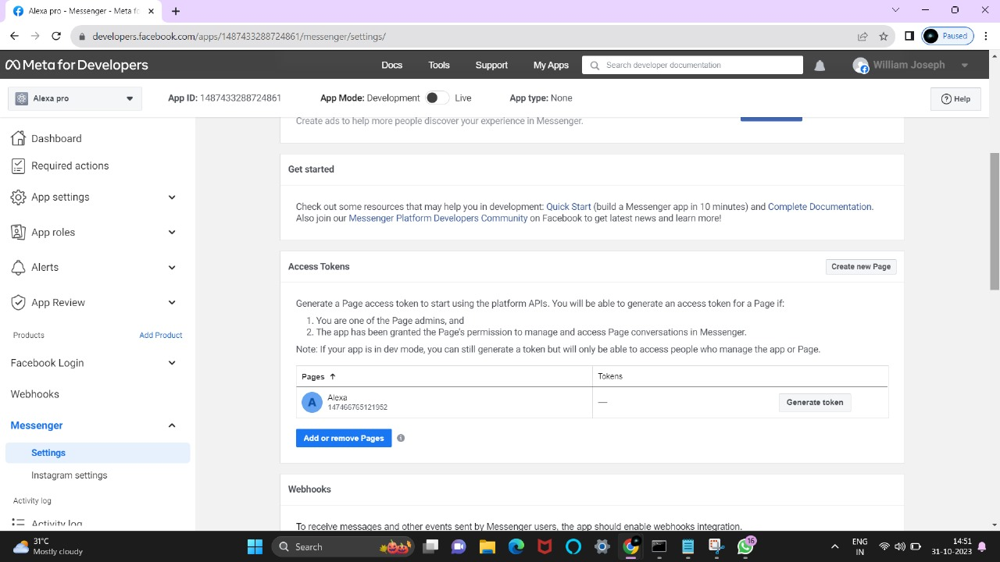 Alexa pro - Messenger - Meta fo
developers.facebook.com/apps/1487433288724861/messenger/settings/
Paused
Meta for Developers
Docs
Tools
Support
My Apps
Search developer documentation
William Joseph
Alexa pro
App ID: 1487433288724861
App Mode: Development
Live
App type: None
Help
Dashboard
Required actions
App settings
App roles
Alerts
App Review
Products
Add Product
Facebook Login
Webhooks
Messenger
Settings
Instagram settings
Activity log
Activity log
Create ads to help more people discover your experience in Messenger.
Get started
Check out some resources that may help you in development: Quick Start (build a Messenger app in 10 minutes) and Complete Documentation.
Also join our Messenger Platform Developers Community on Facebook to get latest news and learn more!
Access Tokens
Create new Page
Generate a Page access token to start using the platform APIs. You will be able to generate an access token for a Page if:
1. You are one of the Page admins, and
2. The app has been granted the Page's permission to manage and access Page conversations in Messenger.
Note: If your app is in dev mode, you can still generate a token but will only be able to access people who manage the app or Page.
Pages ↑
Tokens
A
Alexa
147466765121952
—
Generate token
Add or remove Pages
Webhooks
To receive messages and other events sent by Messenger users, the app should enable webhooks integration.
31°C
Mostly cloudy
Search
16
ENG
IN
14:51
31-10-2023